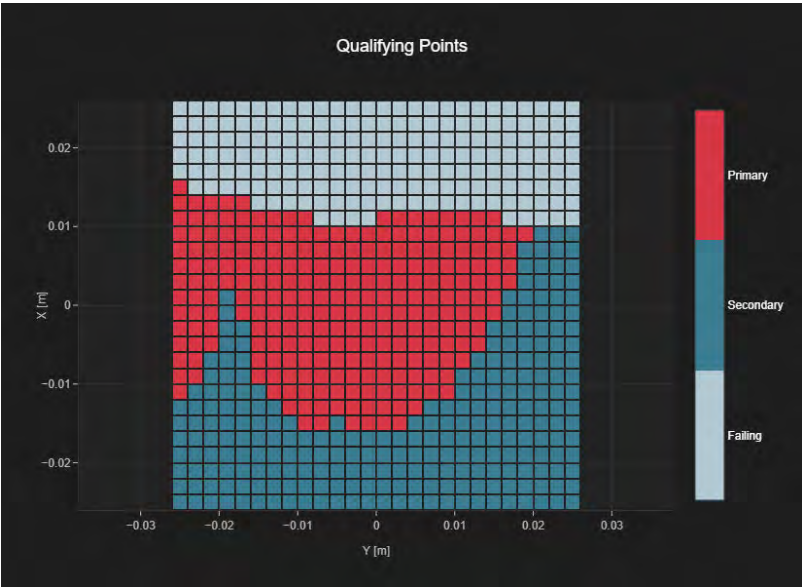 Qualifying Points
0.02
0.01
0
−0.01
−0.02
X [m]
−0.03
−0.02
−0.01
0
0.01
0.02
0.03
Y [m]
Primary
Secondary
Failing